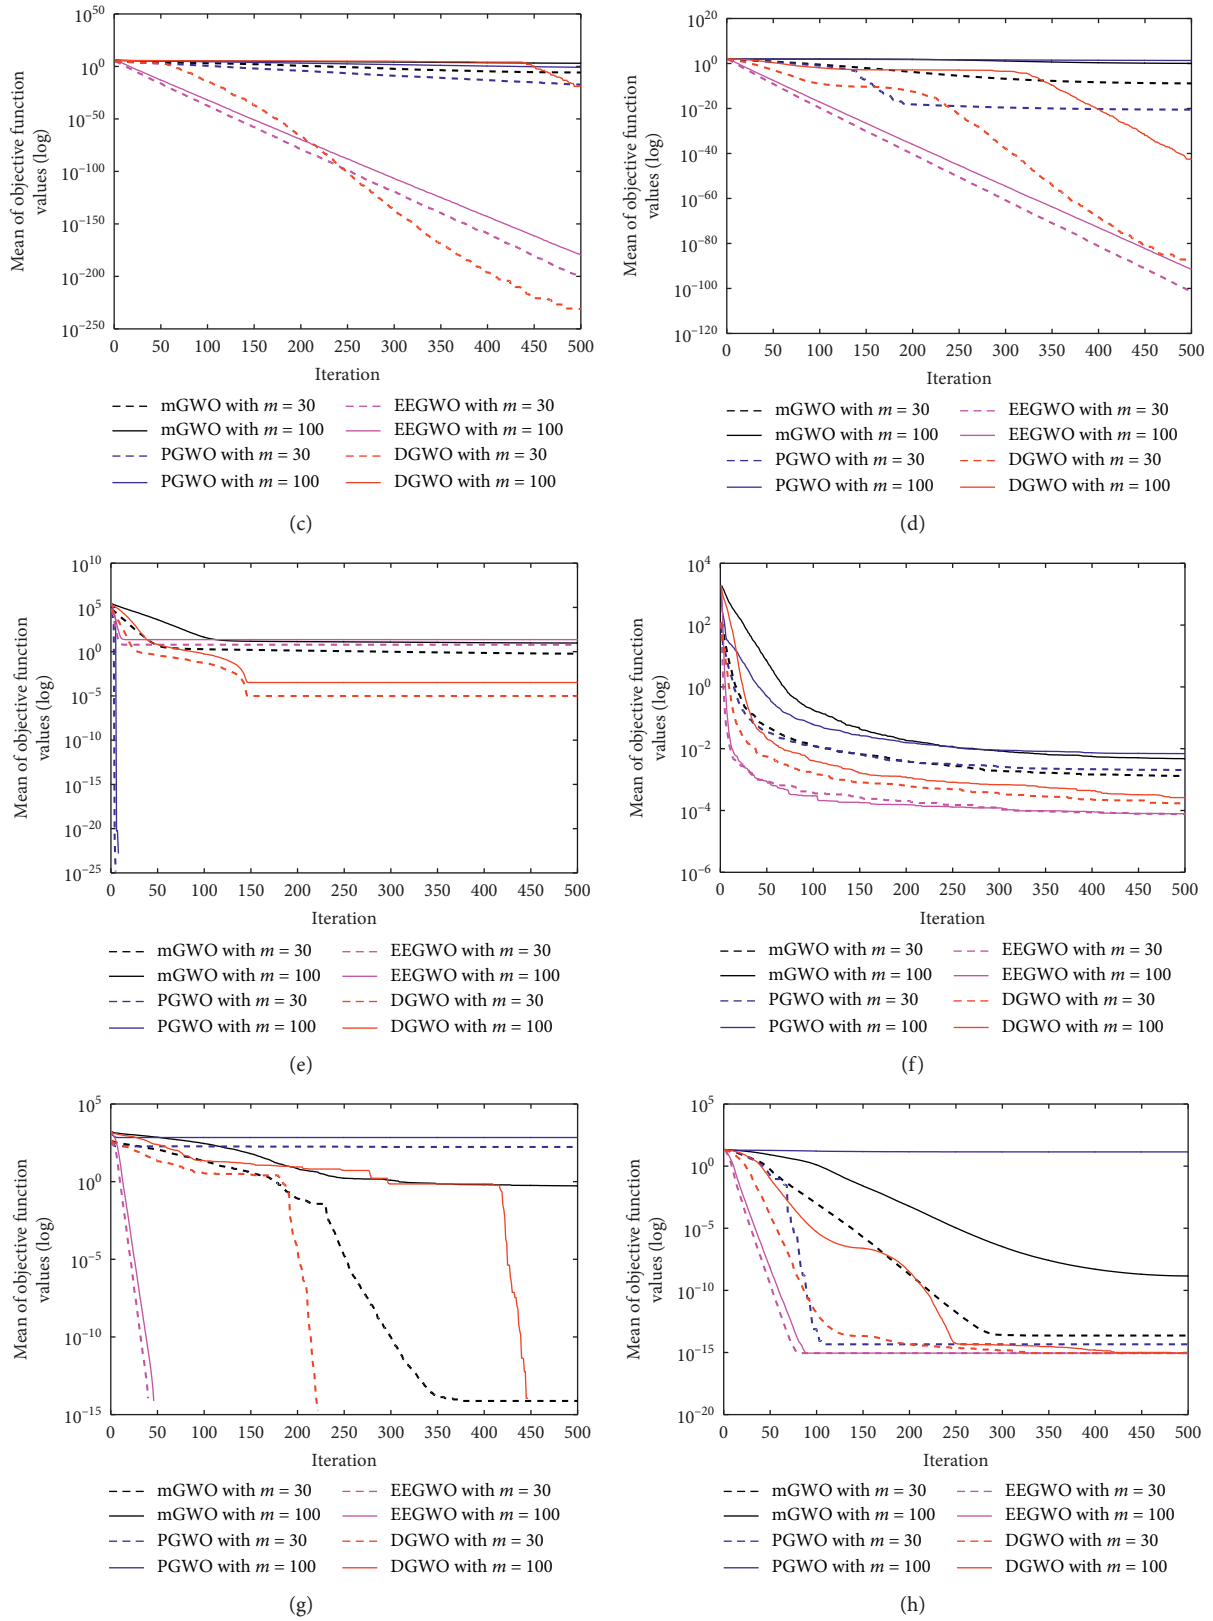 10^50
10^0
10^−50
10^−100
10^−150
10^−200
10^−250
Mean of objective function
values (log)
0 50 100 150 200 250 300 350 400 450 500
Iteration
mGWO with m = 30
mGWO with m = 100
PGWO with m = 30
PGWO with m = 100
EEGWO with m = 30
EEGWO with m = 100
DGWO with m = 30
DGWO with m = 100
(c)
10^20
10^0
10^−20
10^−40
10^−60
10^−80
10^−100
10^−120
Mean of objective function
values (log)
0 50 100 150 200 250 300 350 400 450 500
Iteration
mGWO with m = 30
mGWO with m = 100
PGWO with m = 30
PGWO with m = 100
EEGWO with m = 30
EEGWO with m = 100
DGWO with m = 30
DGWO with m = 100
(d)
10^10
10^5
10^0
10^−5
10^−10
10^−15
10^−20
10^−25
Mean of objective function
values (log)
0 50 100 150 200 250 300 350 400 450 500
Iteration
mGWO with m = 30
mGWO with m = 100
PGWO with m = 30
PGWO with m = 100
EEGWO with m = 30
EEGWO with m = 100
DGWO with m = 30
DGWO with m = 100
(e)
10^4
10^2
10^0
10^−2
10^−4
10^−6
Mean of objective function
values (log)
0 50 100 150 200 250 300 350 400 450 500
Iteration
mGWO with m = 30
mGWO with m = 100
PGWO with m = 30
PGWO with m = 100
EEGWO with m = 30
EEGWO with m = 100
DGWO with m = 30
DGWO with m = 100
(f)
10^5
10^0
10^−5
10^−10
10^−15
Mean of objective function
values (log)
0 50 100 150 200 250 300 350 400 450 500
Iteration
mGWO with m = 30
mGWO with m = 100
PGWO with m = 30
PGWO with m = 100
EEGWO with m = 30
EEGWO with m = 100
DGWO with m = 30
DGWO with m = 100
(g)
10^5
10^0
10^−5
10^−10
10^−15
10^−20
Mean of objective function
values (log)
0 50 100 150 200 250 300 350 400 450 500
Iteration
mGWO with m = 30
mGWO with m = 100
PGWO with m = 30
PGWO with m = 100
EEGWO with m = 30
EEGWO with m = 100
DGWO with m = 30
DGWO with m = 100
(h)